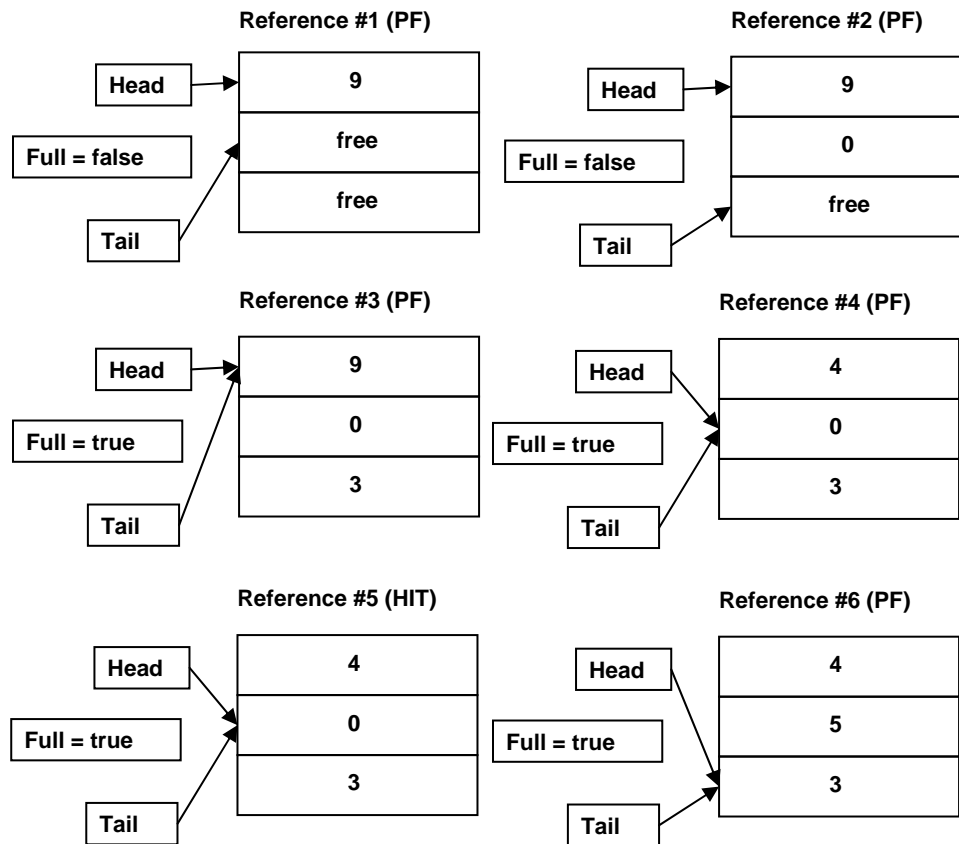 Reference #1 (PF)
Head
9
Full = false
free
free
Tail
Reference #2 (PF)
Head
9
Full = false
0
free
Tail
Reference #3 (PF)
Head
9
Full = true
0
3
Tail
Reference #4 (PF)
Head
4
Full = true
0
3
Tail
Reference #5 (HIT)
Head
4
Full = true
0
3
Tail
Reference #6 (PF)
Head
4
Full = true
5
3
Tail